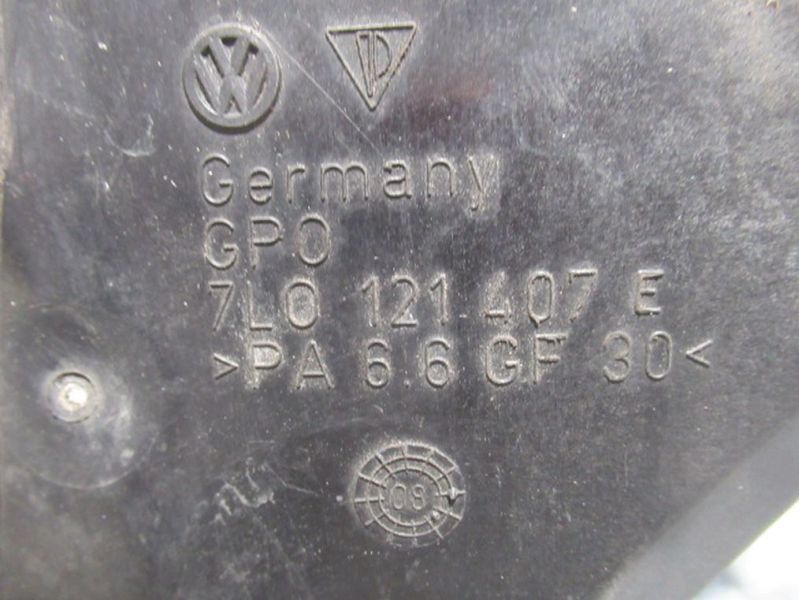 Germany
GPO
7L0 121 407 E
>PA 6.6 GF 30<
08